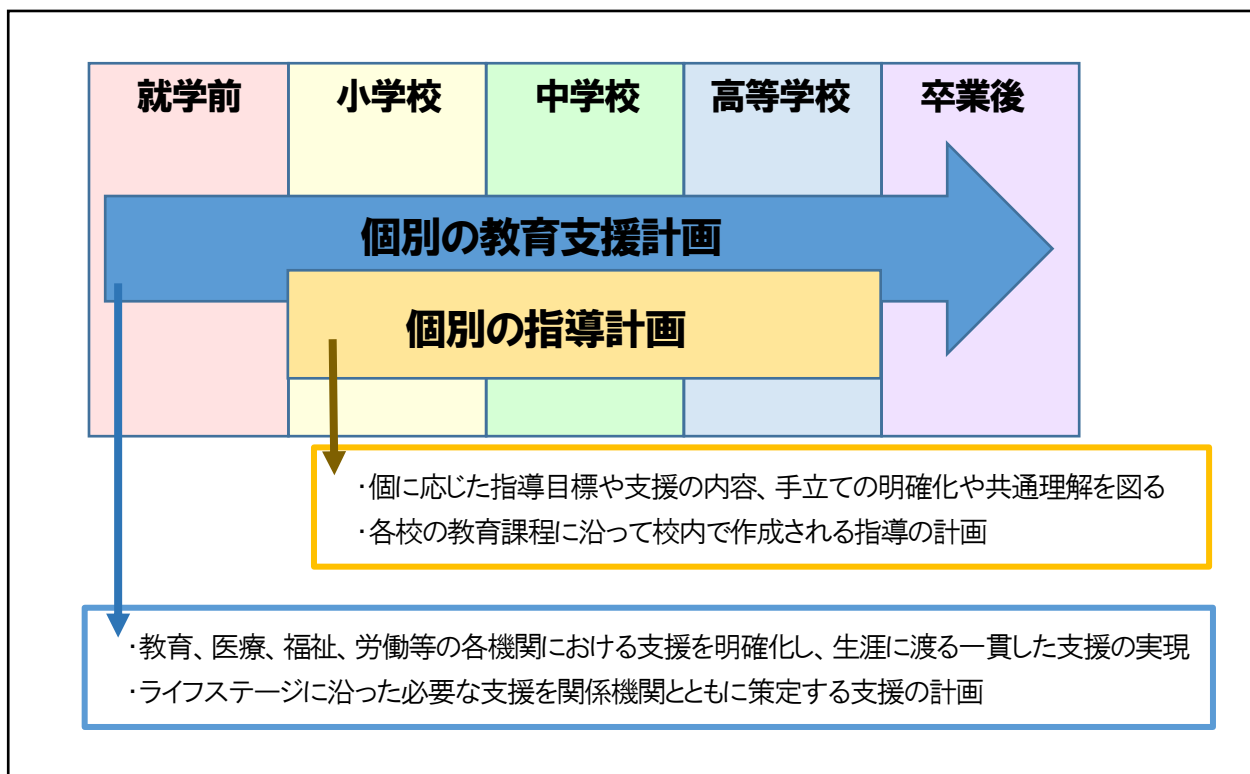 就学前
小学校
中学校
高等学校
卒業後
個別の教育支援計画
個別の指導計画
・個に応じた指導目標や支援の内容、手立ての明確化や共通理解を図る
・各校の教育課程に沿って校内で作成される指導の計画
・教育、医療、福祉、労働等の各機関における支援を明確化し、生涯に渡る一貫した支援の実現
・ライフステージに沿った必要な支援を関係機関とともに策定する支援の計画